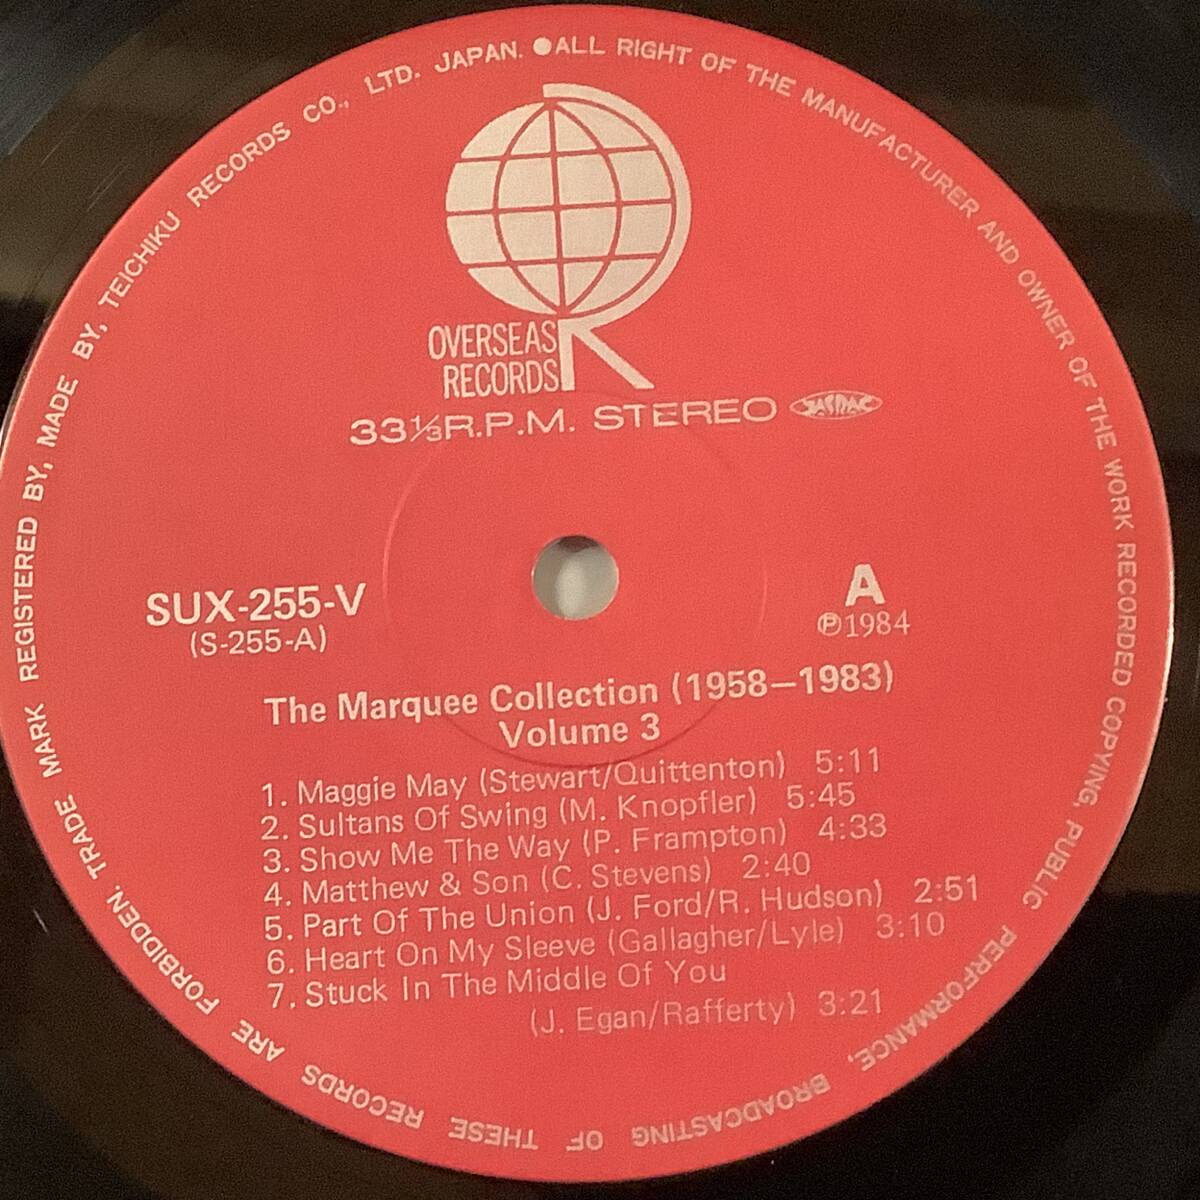 MARK REGISTERED BY, MADE BY, TEICHIKU RECORDS CO., LTD. JAPAN. ●ALL RIGHT OF THE MANUFACTURER AND OWNER OF THE WORK RECORDED COPYING, PUBLIC PERFORMANCE, BROADCASTING OF THESE RECORDS ARE FORBIDDEN, TRADE
R
OVERSEAS
RECORDS
33⅓R.P.M. STEREO JASRAC
SUX-255-V
(S-255-A)
A
Ⓟ1984
The Marquee Collection (1958—1983)
Volume 3
1. Maggie May (Stewart/Quittenton) 5:11
2. Sultans Of Swing (M. Knopfler) 5:45
3. Show Me The Way (P. Frampton) 4:33
4. Matthew & Son (C. Stevens) 2:40
5. Part Of The Union (J. Ford/R. Hudson) 2:51
6. Heart On My Sleeve (Gallagher/Lyle) 3:10
7. Stuck In The Middle Of You
(J. Egan/Rafferty) 3:21